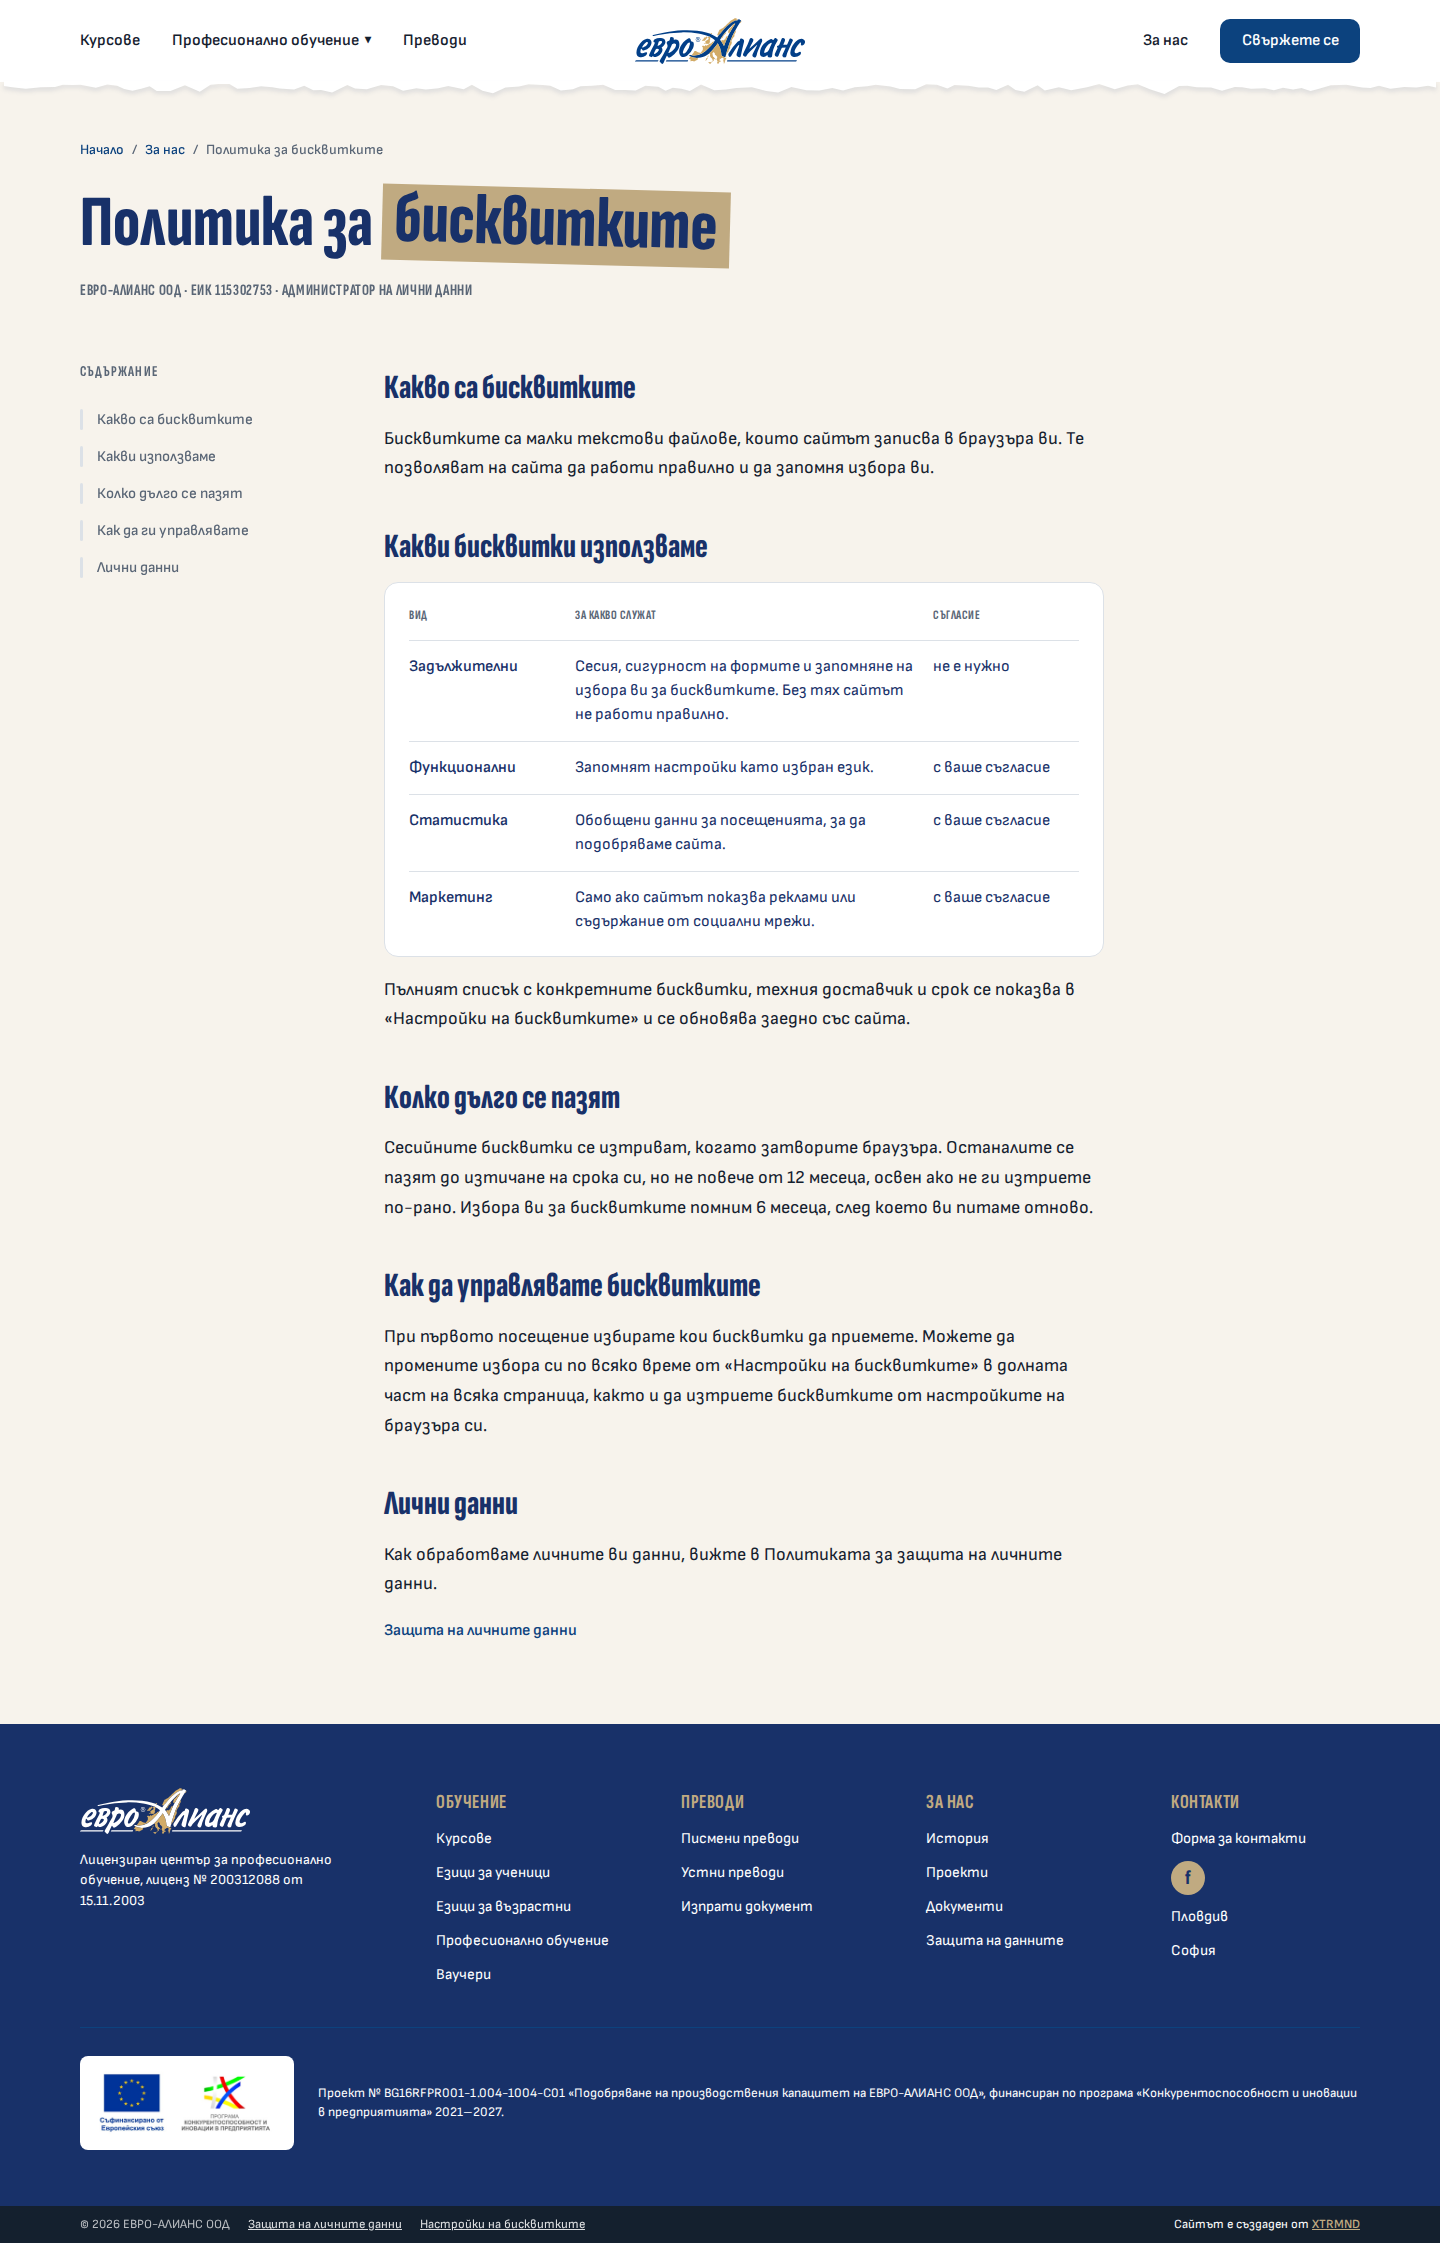 Курсове
Професионално обучение ▾
Преводи
евроАлианс
За нас
Свържете се
Начало / За нас / Политика за бисквитките
Политика за бисквитките
ЕВРО-АЛИАНС ООД · ЕИК 115302753 · АДМИНИСТРАТОР НА ЛИЧНИ ДАННИ
СЪДЪРЖАНИЕ
Какво са бисквитките
Какви използваме
Колко дълго се пазят
Как да ги управлявате
Лични данни
Какво са бисквитките
Бисквитките са малки текстови файлове, които сайтът записва в браузъра ви. Те
позволяват на сайта да работи правилно и да запомня избора ви.
Какви бисквитки използваме
ВИД
ЗА КАКВО СЛУЖАТ
СЪГЛАСИЕ
Задължителни
Сесия, сигурност на формите и запомняне на
избора ви за бисквитките. Без тях сайтът
не работи правилно.
не е нужно
Функционални
Запомнят настройки като избран език.
с ваше съгласие
Статистика
Обобщени данни за посещенията, за да
подобряваме сайта.
с ваше съгласие
Маркетинг
Само ако сайтът показва реклами или
съдържание от социални мрежи.
с ваше съгласие
Пълният списък с конкретните бисквитки, техния доставчик и срок се показва в
«Настройки на бисквитките» и се обновява заедно със сайта.
Колко дълго се пазят
Сесийните бисквитки се изтриват, когато затворите браузъра. Останалите се
пазят до изтичане на срока си, но не повече от 12 месеца, освен ако не ги изтриете
по-рано. Избора ви за бисквитките помним 6 месеца, след което ви питаме отново.
Как да управлявате бисквитките
При първото посещение избирате кои бисквитки да приемете. Можете да
промените избора си по всяко време от «Настройки на бисквитките» в долната
част на всяка страница, както и да изтриете бисквитките от настройките на
браузъра си.
Лични данни
Как обработваме личните ви данни, вижте в Политиката за защита на личните
данни.
Защита на личните данни
евроАлианс
Лицензиран център за професионално
обучение, лиценз № 200312088 от
15.11.2003
ОБУЧЕНИЕ
Курсове
Езици за ученици
Езици за възрастни
Професионално обучение
Ваучери
ПРЕВОДИ
Писмени преводи
Устни преводи
Изпрати документ
ЗА НАС
История
Проекти
Документи
Защита на данните
КОНТАКТИ
Форма за контакти
f
Пловдив
София
Съфинансирано от
Европейския съюз
ПРОГРАМА
КОНКУРЕНТОСПОСОБНОСТ И
ИНОВАЦИИ В ПРЕДПРИЯТИЯТА
Проект № BG16RFPR001-1.004-1004-C01 «Подобряване на производствения капацитет на ЕВРО-АЛИАНС ООД», финансиран по програма «Конкурентоспособност и иновации
в предприятията» 2021–2027.
© 2026 ЕВРО-АЛИАНС ООД
Защита на личните данни
Настройки на бисквитките
Сайтът е създаден от XTRMND